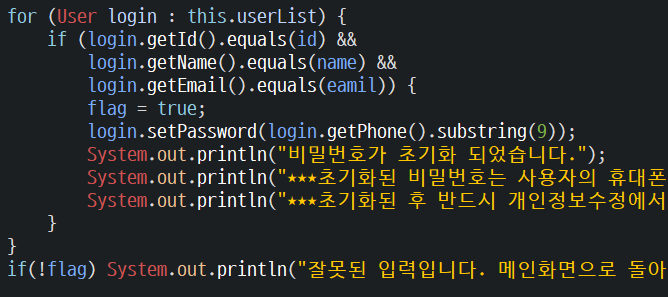 for (User login : this.userList) {
    if (login.getId().equals(id) &&
        login.getName().equals(name) &&
        login.getEmail().equals(eamil)) {
        flag = true;
        login.setPassword(login.getPhone().substring(9));
        System.out.println("비밀번호가 초기화 되었습니다.");
        System.out.println("★★★초기화된 비밀번호는 사용자의 휴대폰
        System.out.println("★★★초기화된 후 반드시 개인정보수정에서
    }
}
if(!flag) System.out.println("잘못된 입력입니다. 메인화면으로 돌아